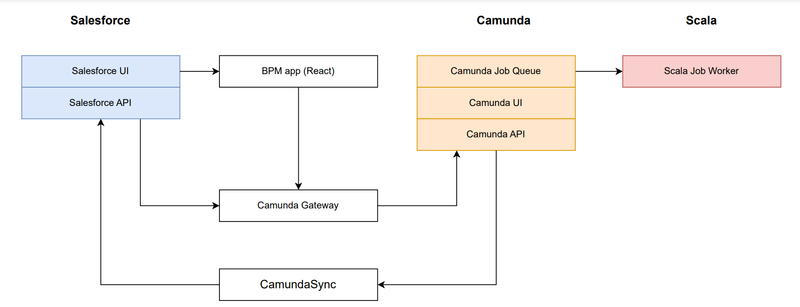 Salesforce
Camunda
Scala
Salesforce UI
BPM app (React)
Camunda Job Queue
Scala Job Worker
Salesforce API
Camunda UI
Camunda API
Camunda Gateway
CamundaSync